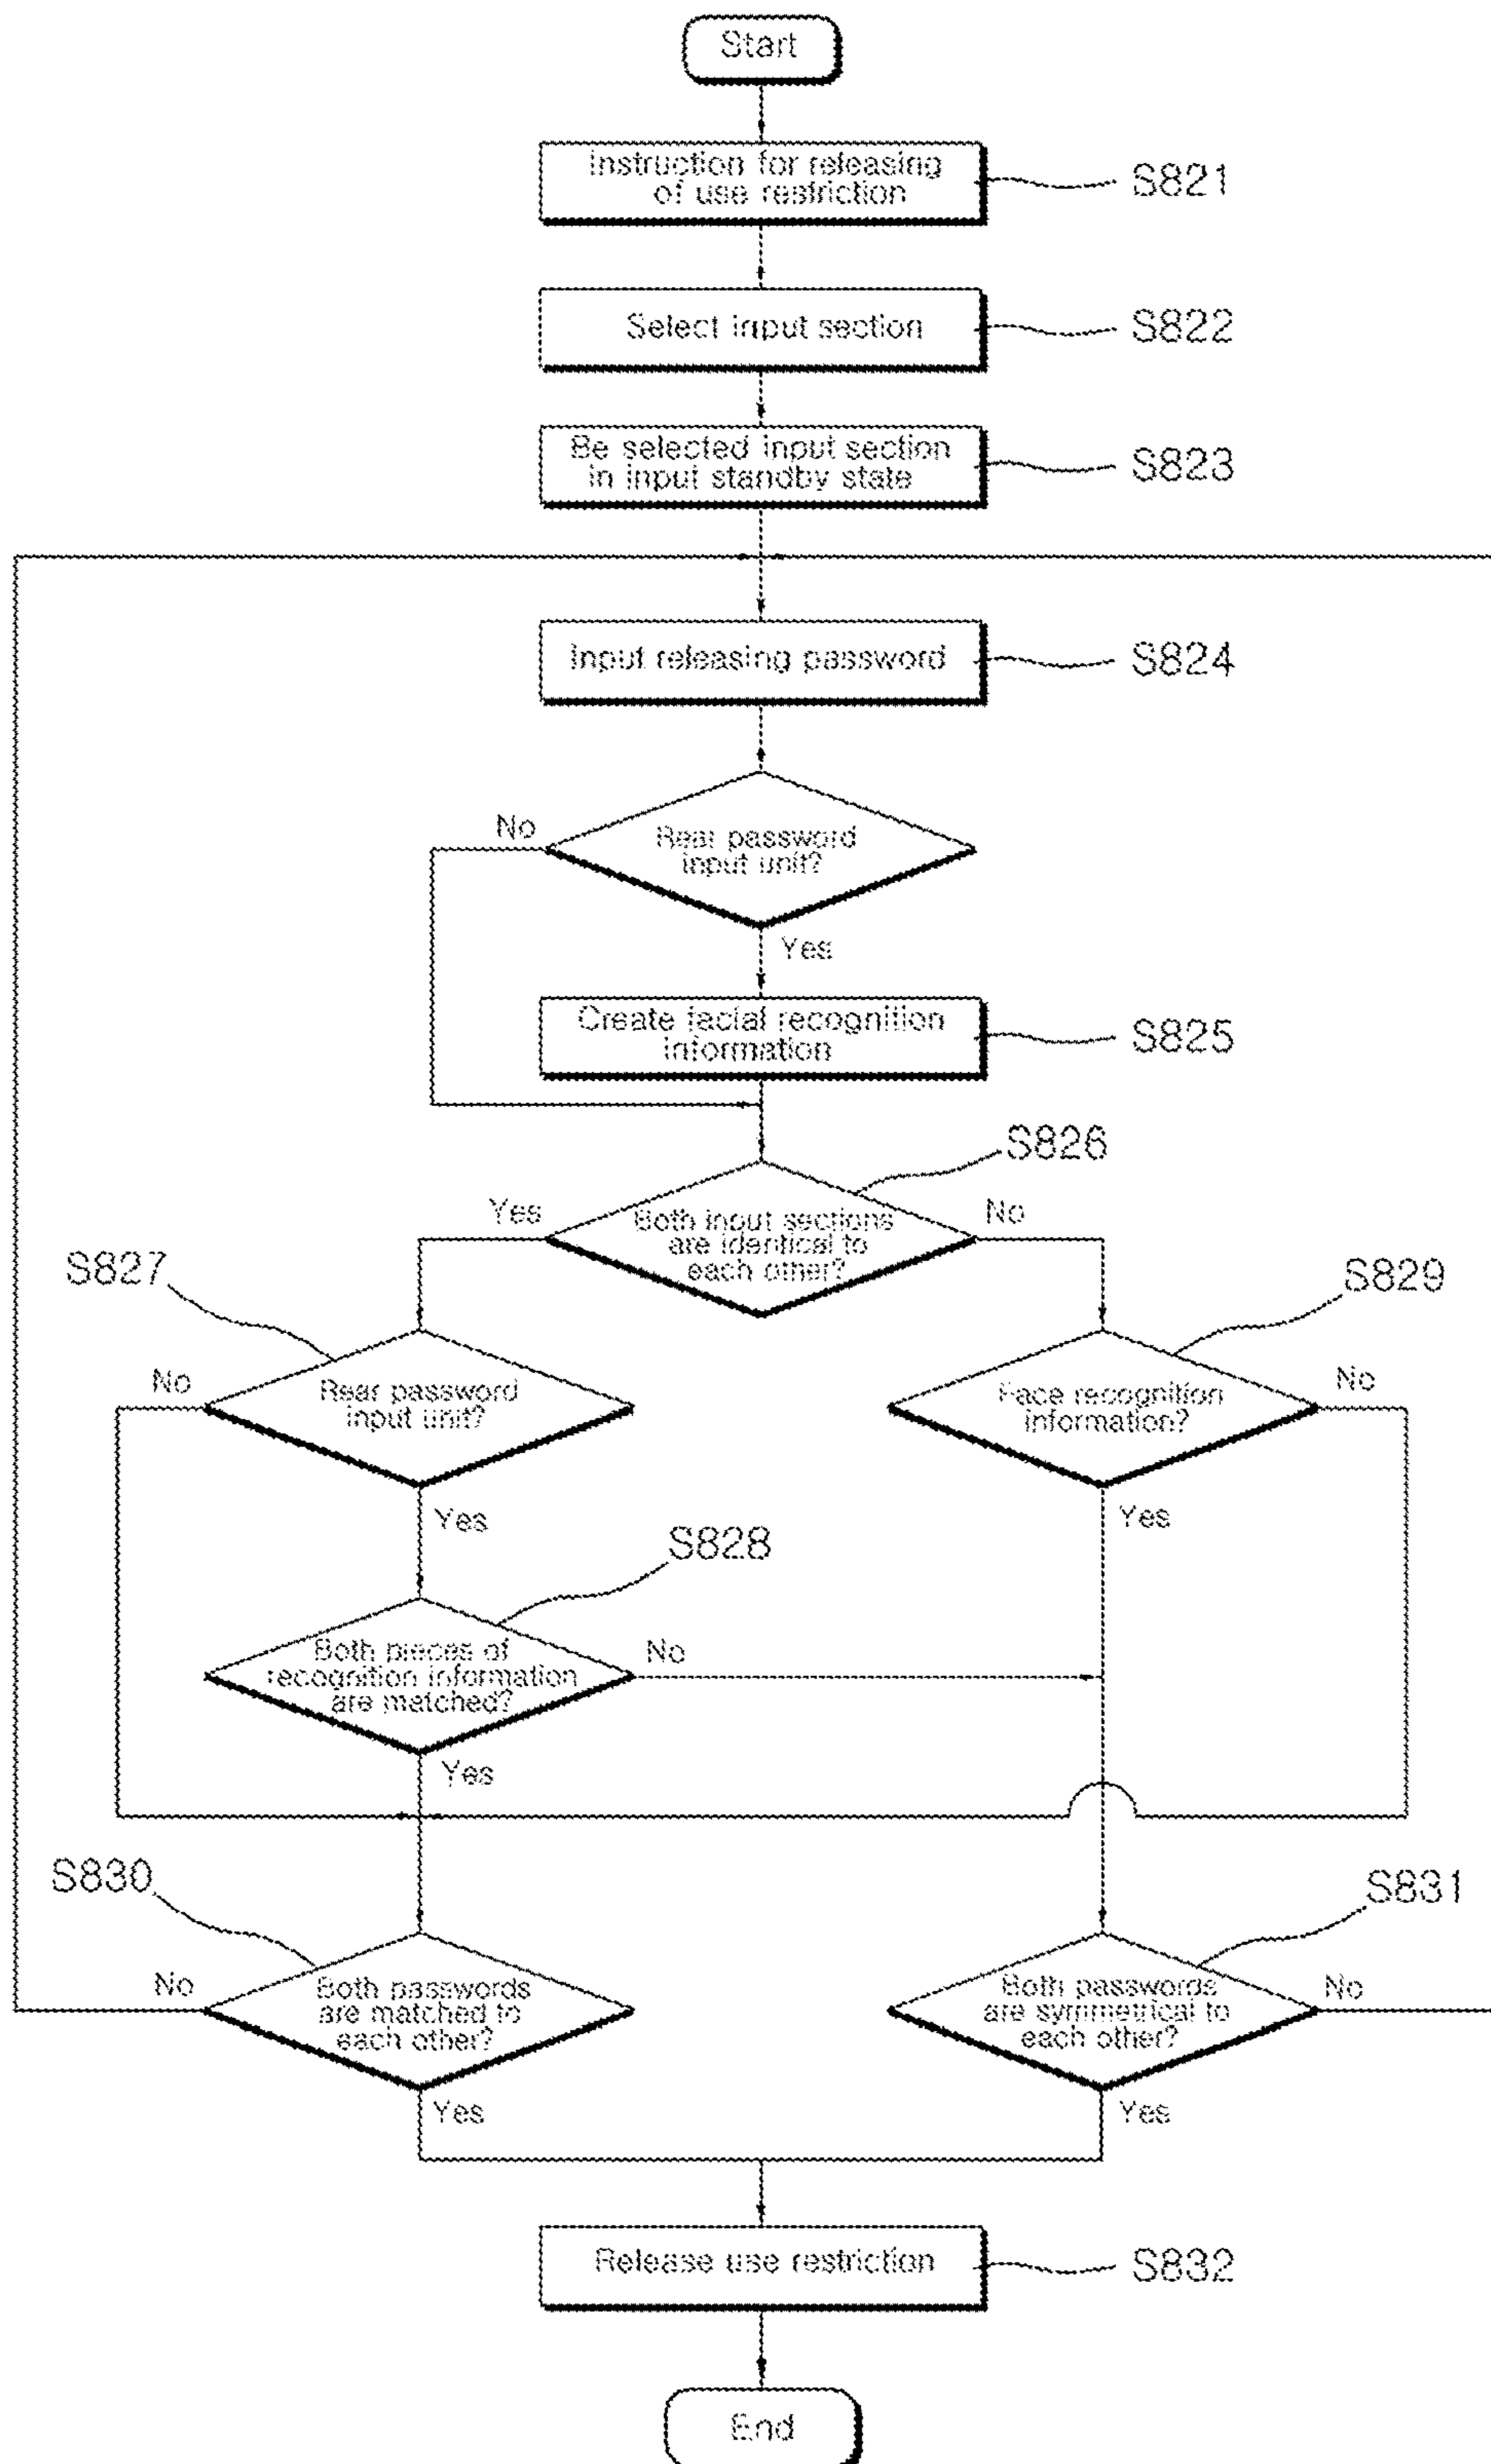 Start
Instruction for releasing
of use restriction
S821
Select input section
S822
Be selected input section
in input standby state
S823
Input releasing password
S824
No
Rear password
input unit?
Yes
Create facial recognition
information
S825
S826
Yes
Both input sections
are identical to
each other?
No
S827
S829
No
Rear password
input unit?
Face recognition
information?
No
Yes
Yes
S828
Both pieces of
recognition information
are matched?
No
Yes
S830
S831
No
Both passwords
are matched to
each other?
Both passwords
are symmetrical to
each other?
No
Yes
Yes
Release use restriction
S832
End